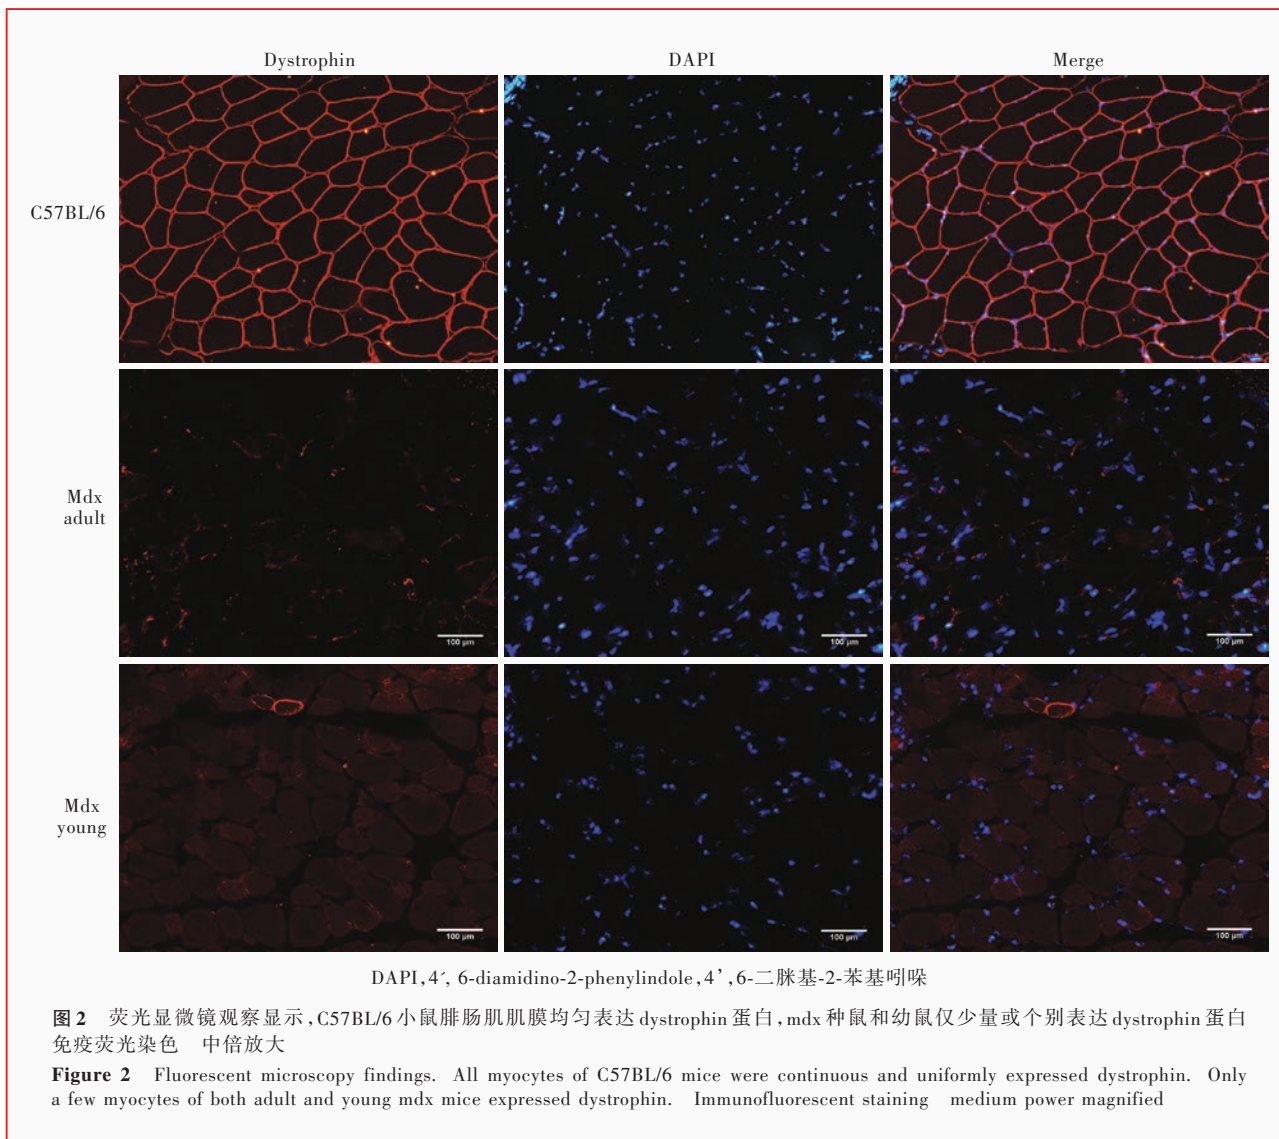 Dystrophin DAPI Merge
C57BL/6
Mdx
adult
100 μm 100 μm 100 μm
Mdx
young
100 μm 100 μm 100 μm
DAPI,4´, 6-diamidino-2-phenylindole,4’,6-二脒基-2-苯基吲哚
图2 荧光显微镜观察显示,C57BL/6小鼠腓肠肌肌膜均匀表达dystrophin蛋白,mdx种鼠和幼鼠仅少量或个别表达dystrophin蛋白
免疫荧光染色 中倍放大
Figure 2 Fluorescent microscopy findings. All myocytes of C57BL/6 mice were continuous and uniformly expressed dystrophin. Only
a few myocytes of both adult and young mdx mice expressed dystrophin. Immunofluorescent staining medium power magnified